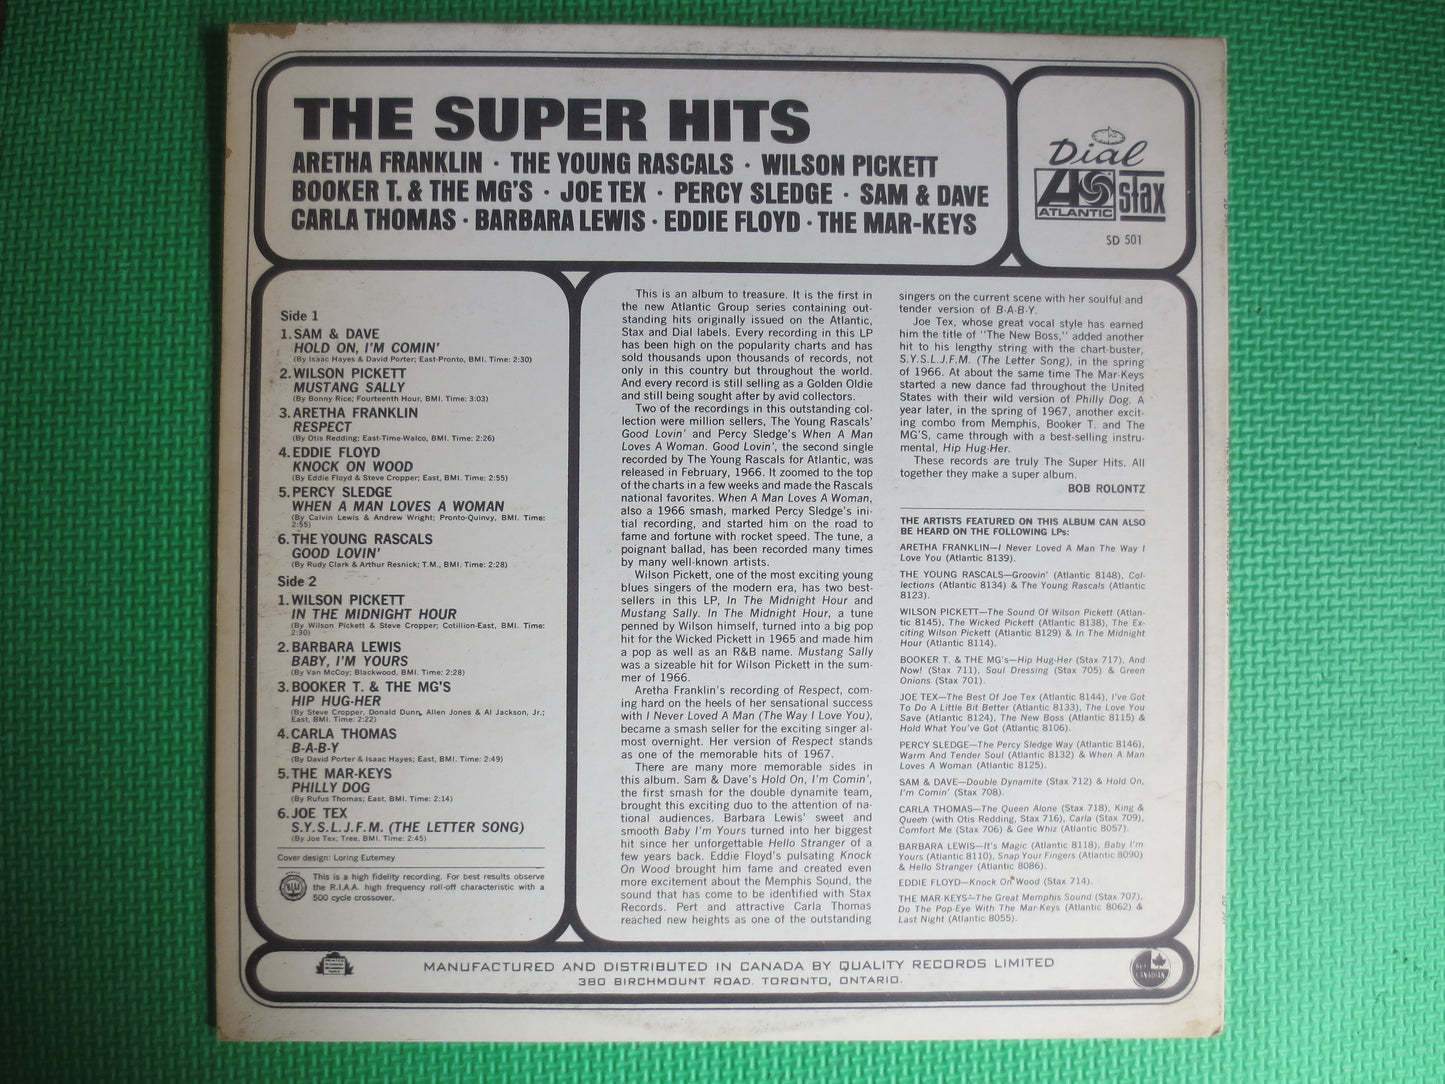 THE SUPER HITS
ARETHA FRANKLIN · THE YOUNG RASCALS · WILSON PICKETT
BOOKER T. & THE MG'S · JOE TEX · PERCY SLEDGE · SAM & DAVE
CARLA THOMAS · BARBARA LEWIS · EDDIE FLOYD · THE MAR-KEYS
Dial
ATLANTIC
stax
SD 501
Side 1
1. SAM & DAVE
HOLD ON, I'M COMIN'
(By Isaac Hayes & David Porter; East-Pronto, BMI. Time: 2:30)
2. WILSON PICKETT
MUSTANG SALLY
(By Bonny Rice; Fourteenth Hour, BMI. Time: 3:03)
3. ARETHA FRANKLIN
RESPECT
(By Otis Redding; East-Time-Walco, BMI. Time: 2:26)
4. EDDIE FLOYD
KNOCK ON WOOD
(By Eddie Floyd & Steve Cropper; East, BMI. Time: 2:55)
5. PERCY SLEDGE
WHEN A MAN LOVES A WOMAN
(By Calvin Lewis & Andrew Wright; Pronto-Quinvy, BMI. Time:
2:55)
6. THE YOUNG RASCALS
GOOD LOVIN'
(By Rudy Clark & Arthur Resnick; T.M., BMI. Time: 2:28)
Side 2
1. WILSON PICKETT
IN THE MIDNIGHT HOUR
(By Wilson Pickett & Steve Cropper; Cotillion-East, BMI. Time:
2:30)
2. BARBARA LEWIS
BABY, I'M YOURS
(By Van McCoy; Blackwood, BMI. Time: 2:28)
3. BOOKER T. & THE MG'S
HIP HUG-HER
(By Steve Cropper, Donald Dunn, Allen Jones & Al Jackson, Jr.;
East, BMI. Time: 2:22)
4. CARLA THOMAS
B-A-B-Y
(By David Porter & Isaac Hayes; East, BMI. Time: 2:49)
5. THE MAR-KEYS
PHILLY DOG
(By Rufus Thomas; East, BMI. Time: 2:14)
6. JOE TEX
S.Y.S.L.J.F.M. (THE LETTER SONG)
(By Joe Tex; Tree, BMI. Time: 2:45)
Cover design: Loring Eutemey
This is a high fidelity recording. For best results observe
the R.I.A.A. high frequency roll-off characteristic with a
500 cycle crossover.
This is an album to treasure. It is the first in
the new Atlantic Group series containing out-
standing hits originally issued on the Atlantic,
Stax and Dial labels. Every recording in this LP
has been high on the popularity charts and has
sold thousands upon thousands of records, not
only in this country but throughout the world.
And every record is still selling as a Golden Oldie
and still being sought after by avid collectors.
Two of the recordings in this outstanding col-
lection were million sellers, The Young Rascals'
Good Lovin' and Percy Sledge's When A Man
Loves A Woman. Good Lovin', the second single
recorded by The Young Rascals for Atlantic, was
released in February, 1966. It zoomed to the top
of the charts in a few weeks and made the Rascals
national favorites. When A Man Loves A Woman,
also a 1966 smash, marked Percy Sledge's ini-
tial recording, and started him on the road to
fame and fortune with rocket speed. The tune, a
poignant ballad, has been recorded many times
by many well-known artists.
Wilson Pickett, one of the most exciting young
blues singers of the modern era, has two best-
sellers in this LP, In The Midnight Hour and
Mustang Sally. In The Midnight Hour, a tune
penned by Wilson himself, turned into a big pop
hit for the Wicked Pickett in 1965 and made him
a pop as well as an R&B name. Mustang Sally
was a sizeable hit for Wilson Pickett in the sum-
mer of 1966.
Aretha Franklin's recording of Respect, com-
ing hard on the heels of her sensational success
with I Never Loved A Man (The Way I Love You),
became a smash seller for the exciting singer al-
most overnight. Her version of Respect stands
as one of the memorable hits of 1967.
There are many more memorable sides in
this album. Sam & Dave's Hold On, I'm Comin',
the first smash for the double dynamite team,
brought this exciting duo to the attention of na-
tional audiences. Barbara Lewis' sweet and
smooth Baby I'm Yours turned into her biggest
hit since her unforgettable Hello Stranger of a
few years back. Eddie Floyd's pulsating Knock
On Wood brought him fame and created even
more excitement about the Memphis Sound, the
sound that has come to be identified with Stax
Records. Pert and attractive Carla Thomas
reached new heights as one of the outstanding
singers on the current scene with her soulful and
tender version of B-A-B-Y.
Joe Tex, whose great vocal style has earned
him the title of "The New Boss," added another
hit to his lengthy string with the chart-buster,
S.Y.S.L.J.F.M. (The Letter Song), in the spring
of 1966. At about the same time The Mar-Keys
started a new dance fad throughout the United
States with their wild version of Philly Dog. A
year later, in the spring of 1967, another excit-
ing combo from Memphis, Booker T. and The
MG'S, came through with a best-selling instru-
mental, Hip Hug-Her.
These records are truly The Super Hits. All
together they make a super album.
BOB ROLONTZ
THE ARTISTS FEATURED ON THIS ALBUM CAN ALSO
BE HEARD ON THE FOLLOWING LPs:
ARETHA FRANKLIN—I Never Loved A Man The Way I
Love You (Atlantic 8139).
THE YOUNG RASCALS—Groovin' (Atlantic 8148), Col-
lections (Atlantic 8134) & The Young Rascals (Atlantic
8123).
WILSON PICKETT—The Sound Of Wilson Pickett (Atlan-
tic 8145), The Wicked Pickett (Atlantic 8138), The Ex-
citing Wilson Pickett (Atlantic 8129) & In The Midnight
Hour (Atlantic 8114).
BOOKER T. & THE MG's—Hip Hug-Her (Stax 717), And
Now! (Stax 711), Soul Dressing (Stax 705) & Green
Onions (Stax 701).
JOE TEX—The Best Of Joe Tex (Atlantic 8144), I've Got
To Do A Little Bit Better (Atlantic 8133), The Love You
Save (Atlantic 8124), The New Boss (Atlantic 8115) &
Hold What You've Got (Atlantic 8106).
PERCY SLEDGE—The Percy Sledge Way (Atlantic 8146),
Warm And Tender Soul (Atlantic 8132) & When A Man
Loves A Woman (Atlantic 8125).
SAM & DAVE—Double Dynamite (Stax 712) & Hold On,
I'm Comin' (Stax 708).
CARLA THOMAS—The Queen Alone (Stax 718), King &
Queen (with Otis Redding, Stax 716), Carla (Stax 709),
Comfort Me (Stax 706) & Gee Whiz (Atlantic 8057).
BARBARA LEWIS—It's Magic (Atlantic 8118), Baby I'm
Yours (Atlantic 8110), Snap Your Fingers (Atlantic 8090)
& Hello Stranger (Atlantic 8086).
EDDIE FLOYD—Knock On Wood (Stax 714).
THE MAR-KEYS—The Great Memphis Sound (Stax 707),
Do The Pop-Eye With The Mar-Keys (Atlantic 8062) &
Last Night (Atlantic 8055).
MANUFACTURED AND DISTRIBUTED IN CANADA BY QUALITY RECORDS LIMITED
380 BIRCHMOUNT ROAD. TORONTO, ONTARIO.